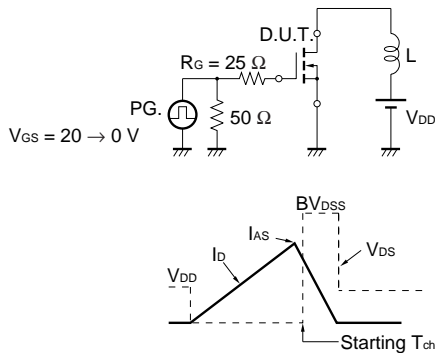 D.U.T.
RG = 25 Ω
L
PG.
50 Ω
VDD
VGS = 20 → 0 V
BVDSS
IAS
ID
VDS
VDD
Starting Tch